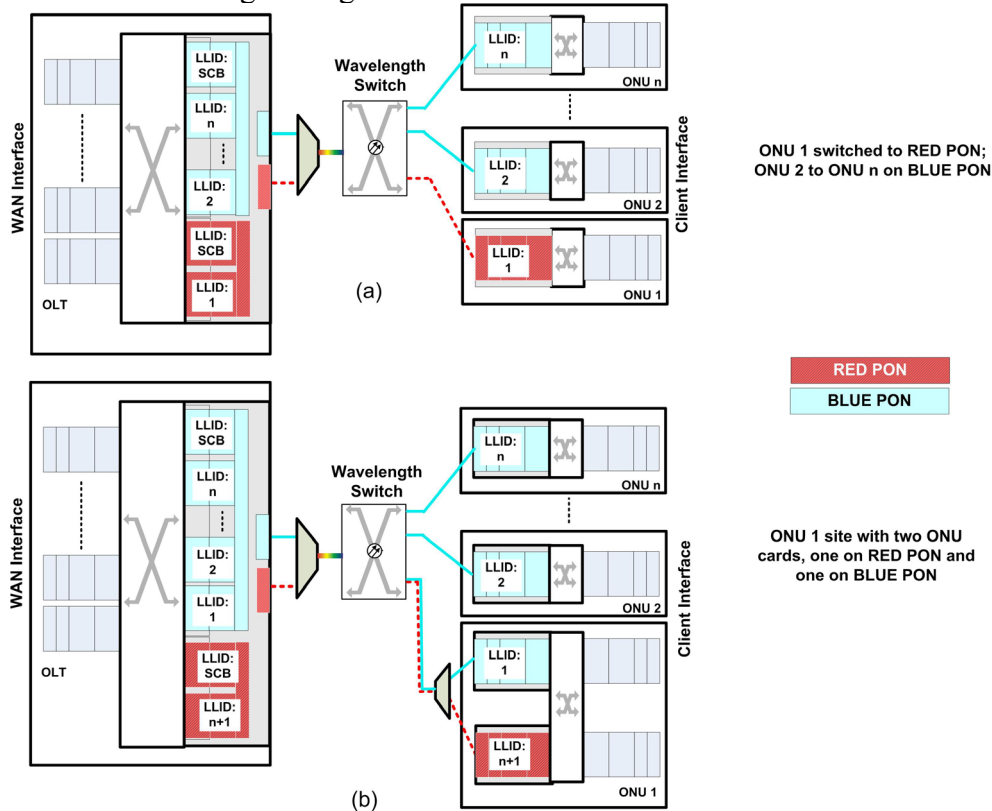 WAN Interface
LLID:
SCB
LLID:
n
LLID:
2
LLID:
SCB
LLID:
1
OLT
Wavelength
Switch
LLID:
n
ONU n
LLID:
2
ONU 2
LLID:
1
ONU 1
Client Interface
ONU 1 switched to RED PON;
ONU 2 to ONU n on BLUE PON
(a)
RED PON
BLUE PON
WAN Interface
LLID:
SCB
LLID:
n
LLID:
2
LLID:
1
LLID:
SCB
LLID:
n+1
OLT
Wavelength
Switch
LLID:
n
ONU n
LLID:
2
ONU 2
LLID:
1
LLID:
n+1
ONU 1
Client Interface
ONU 1 site with two ONU
cards, one on RED PON and
one on BLUE PON
(b)